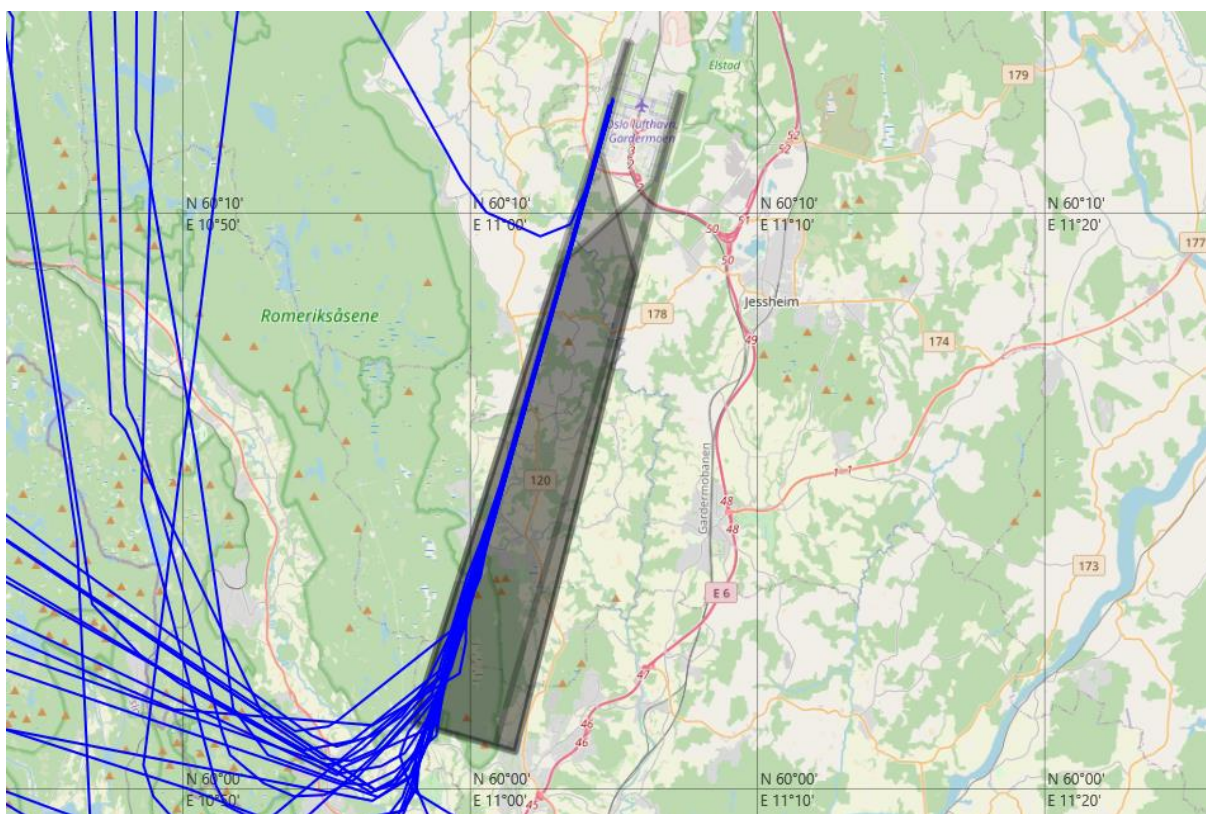 Elstad
179
Oslo lufthavn,
Gardermoen
52
52
N 60°10'
N 60°10'
N 60°10'
N 60°10'
E 10°50'
E 11°00'
E 11°10'
E 11°20'
50
51
50
177
Romeriksåsene
178
Jessheim
49
174
120
1 1
Gardermobanen
48
48
173
E 6
47
46
46
N 60°00'
N 60°00'
N 60°00'
N 60°00'
E 10°50'
E 11°00'
E 11°10'
E 11°20'
45